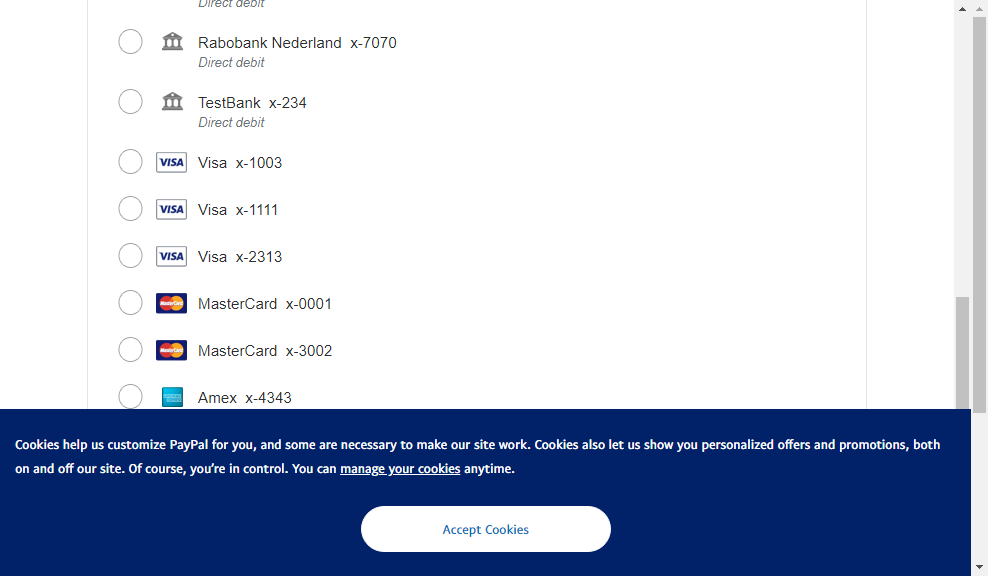 Direct debit
Rabobank Nederland x-7070
Direct debit
TestBank x-234
Direct debit
VISA Visa x-1003
VISA Visa x-1111
VISA Visa x-2313
MasterCard MasterCard x-0001
MasterCard MasterCard x-3002
Amex x-4343
Cookies help us customize PayPal for you, and some are necessary to make our site work. Cookies also let us show you personalized offers and promotions, both
on and off our site. Of course, you're in control. You can manage your cookies anytime.
Accept Cookies